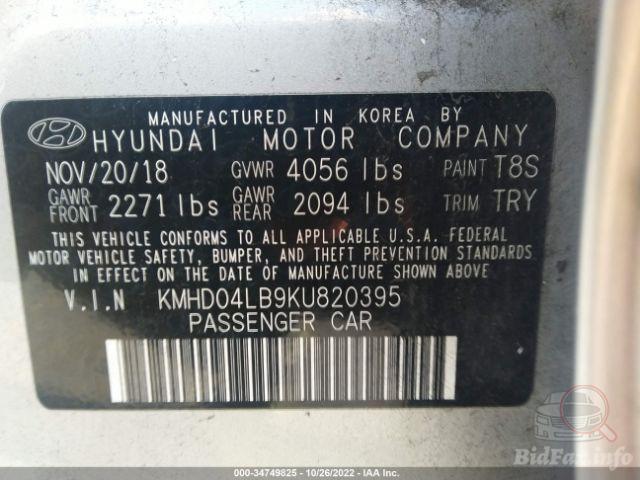 MANUFACTURED IN KOREA BY
HYUNDAI MOTOR COMPANY
NOV/20/18 GVWR 4056 lbs PAINT T8S
GAWR FRONT 2271 lbs GAWR REAR 2094 lbs TRIM TRY
THIS VEHICLE CONFORMS TO ALL APPLICABLE U.S.A. FEDERAL
MOTOR VEHICLE SAFETY, BUMPER, AND THEFT PREVENTION STANDARDS
IN EFFECT ON THE DATE OF MANUFACTURE SHOWN ABOVE.
V.I.N KMHD04LB9KU820395
PASSENGER CAR
BidFax.info
000-34749825 - 10/26/2022 - IAA Inc.